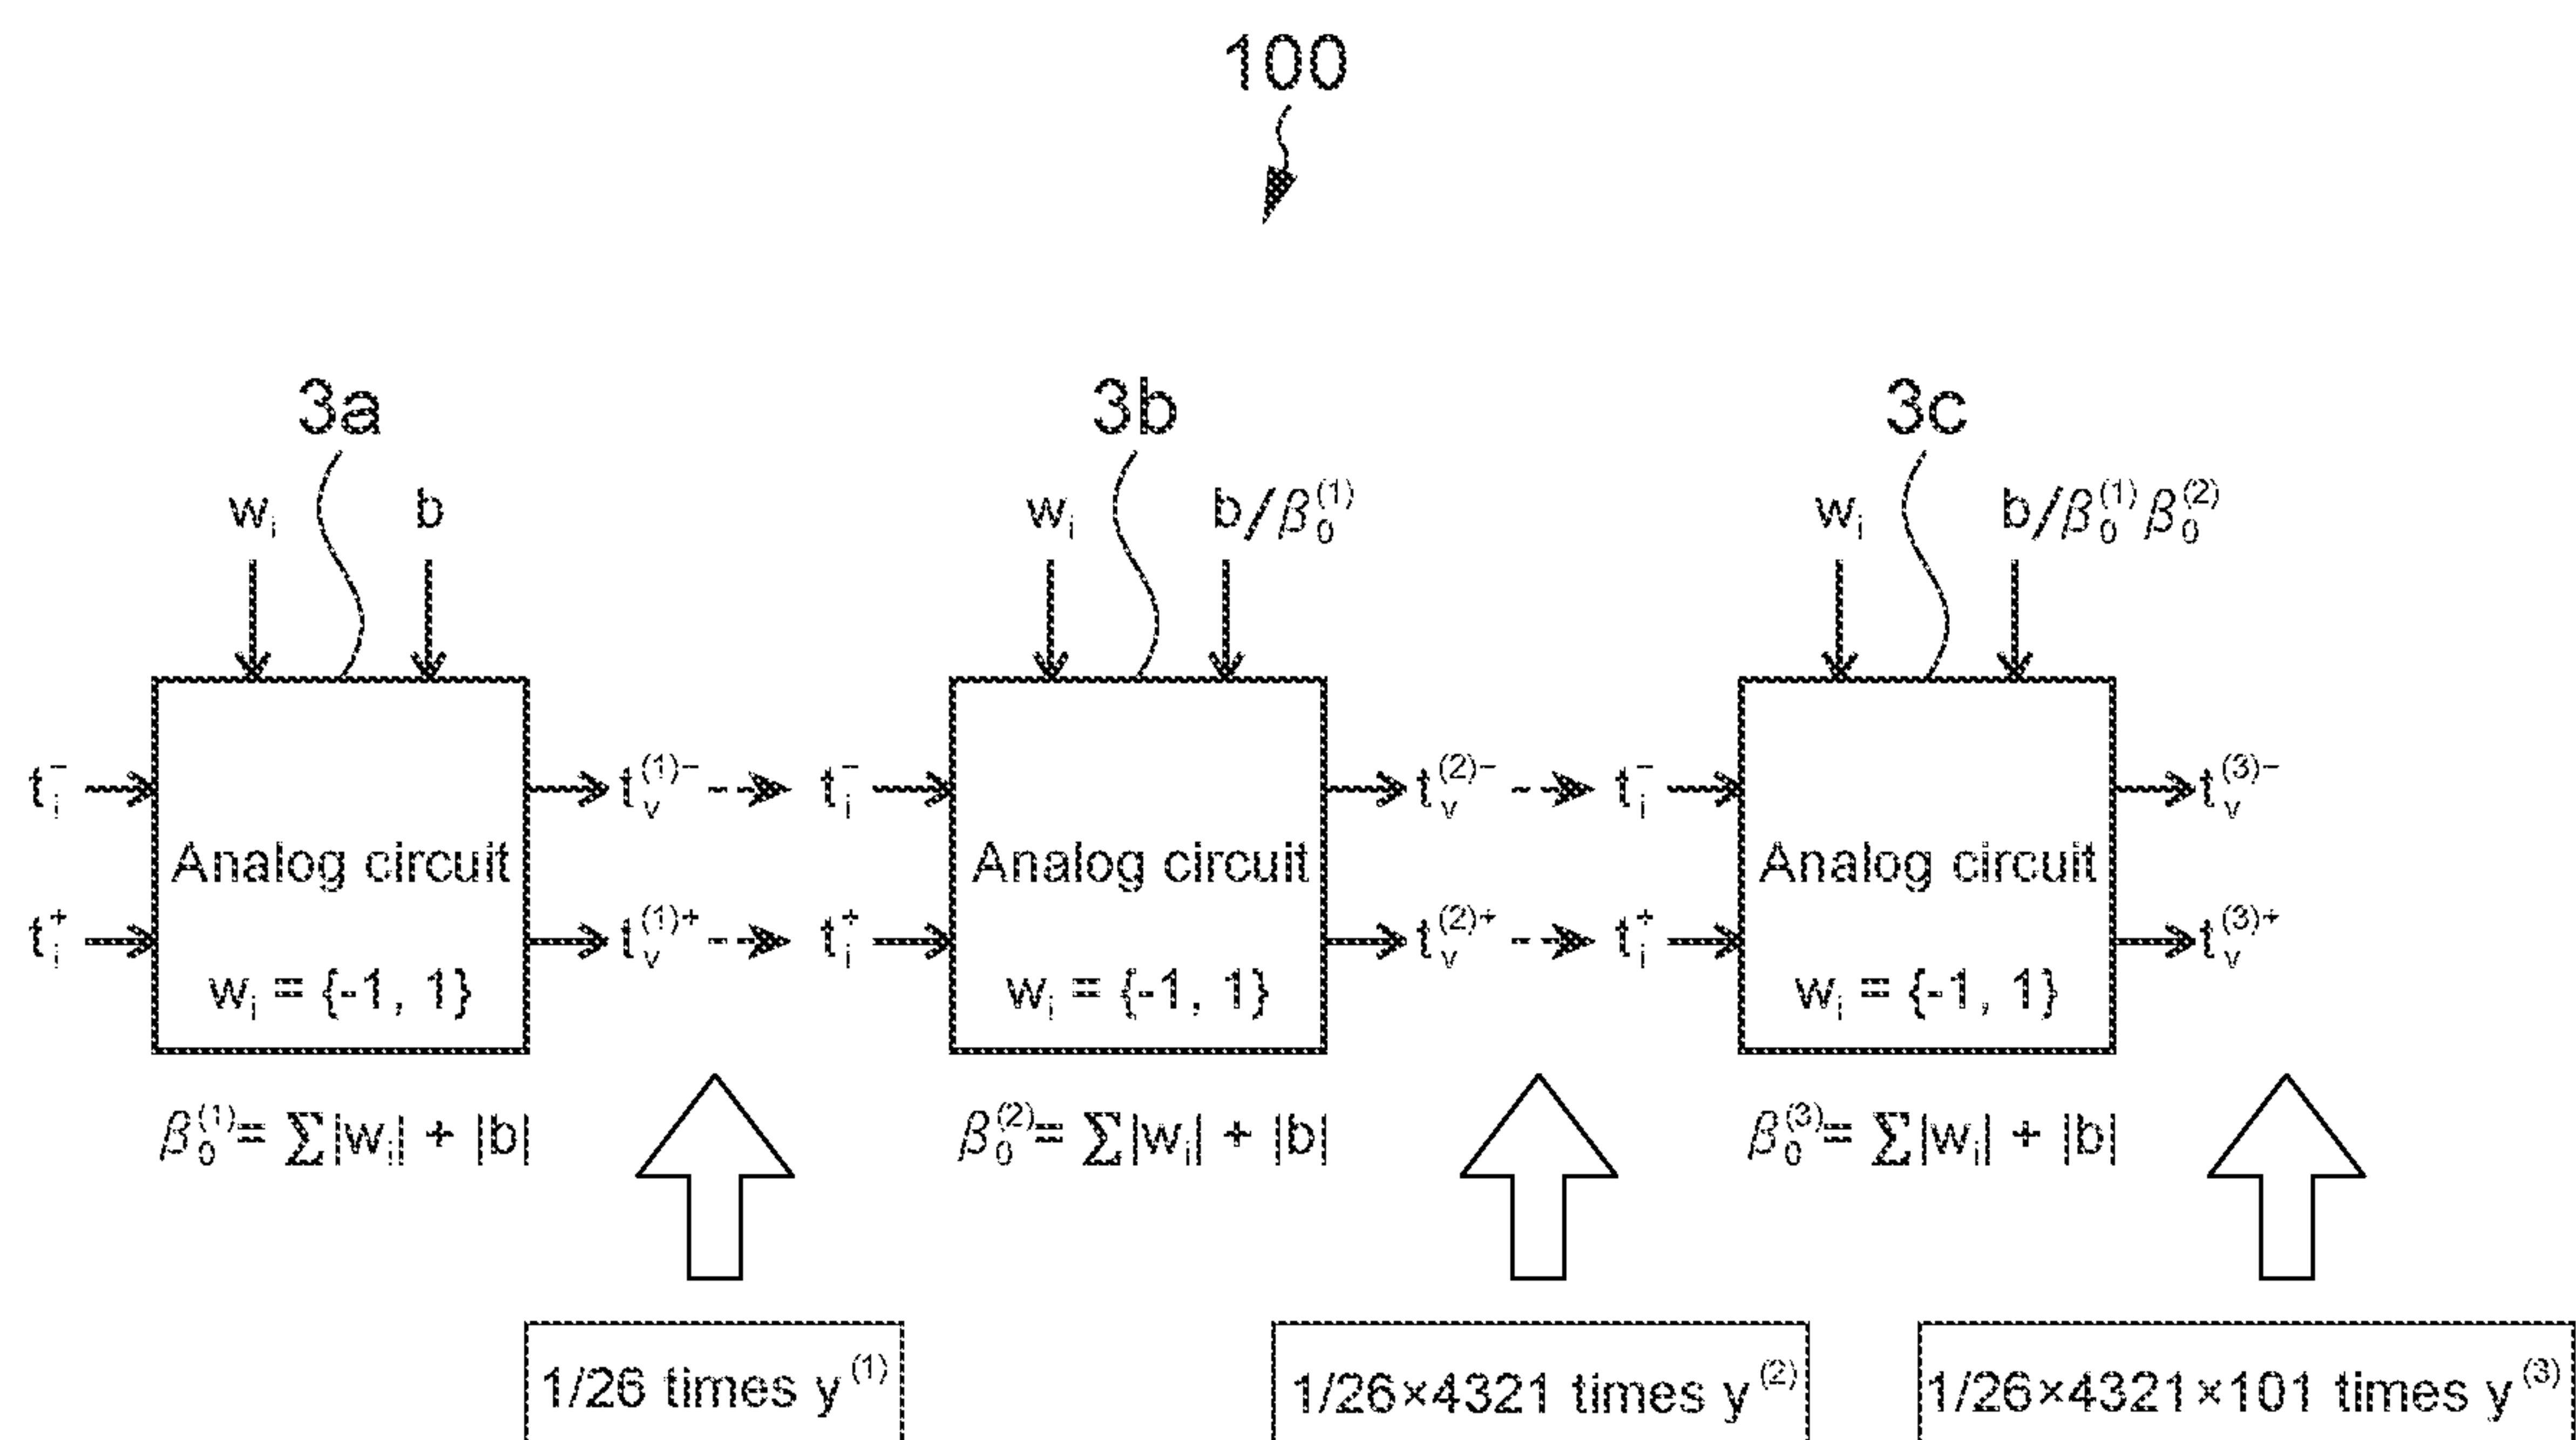 100
3a 3b 3c
wᵢ b wᵢ b/β₀⁽¹⁾ wᵢ b/β₀⁽¹⁾β₀⁽²⁾
tᵢ⁻ tᵥ⁽¹⁾⁻ tᵢ⁻ tᵥ⁽²⁾⁻ tᵢ⁻ tᵥ⁽³⁾⁻
Analog circuit Analog circuit Analog circuit
tᵢ⁺ tᵥ⁽¹⁾⁺ tᵢ⁺ tᵥ⁽²⁾⁺ tᵢ⁺ tᵥ⁽³⁾⁺
wᵢ = {-1, 1} wᵢ = {-1, 1} wᵢ = {-1, 1}
β₀⁽¹⁾= Σ|wᵢ| + |b| β₀⁽²⁾= Σ|wᵢ| + |b| β₀⁽³⁾= Σ|wᵢ| + |b|
1/26 times y⁽¹⁾ 1/26×4321 times y⁽²⁾ 1/26×4321×101 times y⁽³⁾